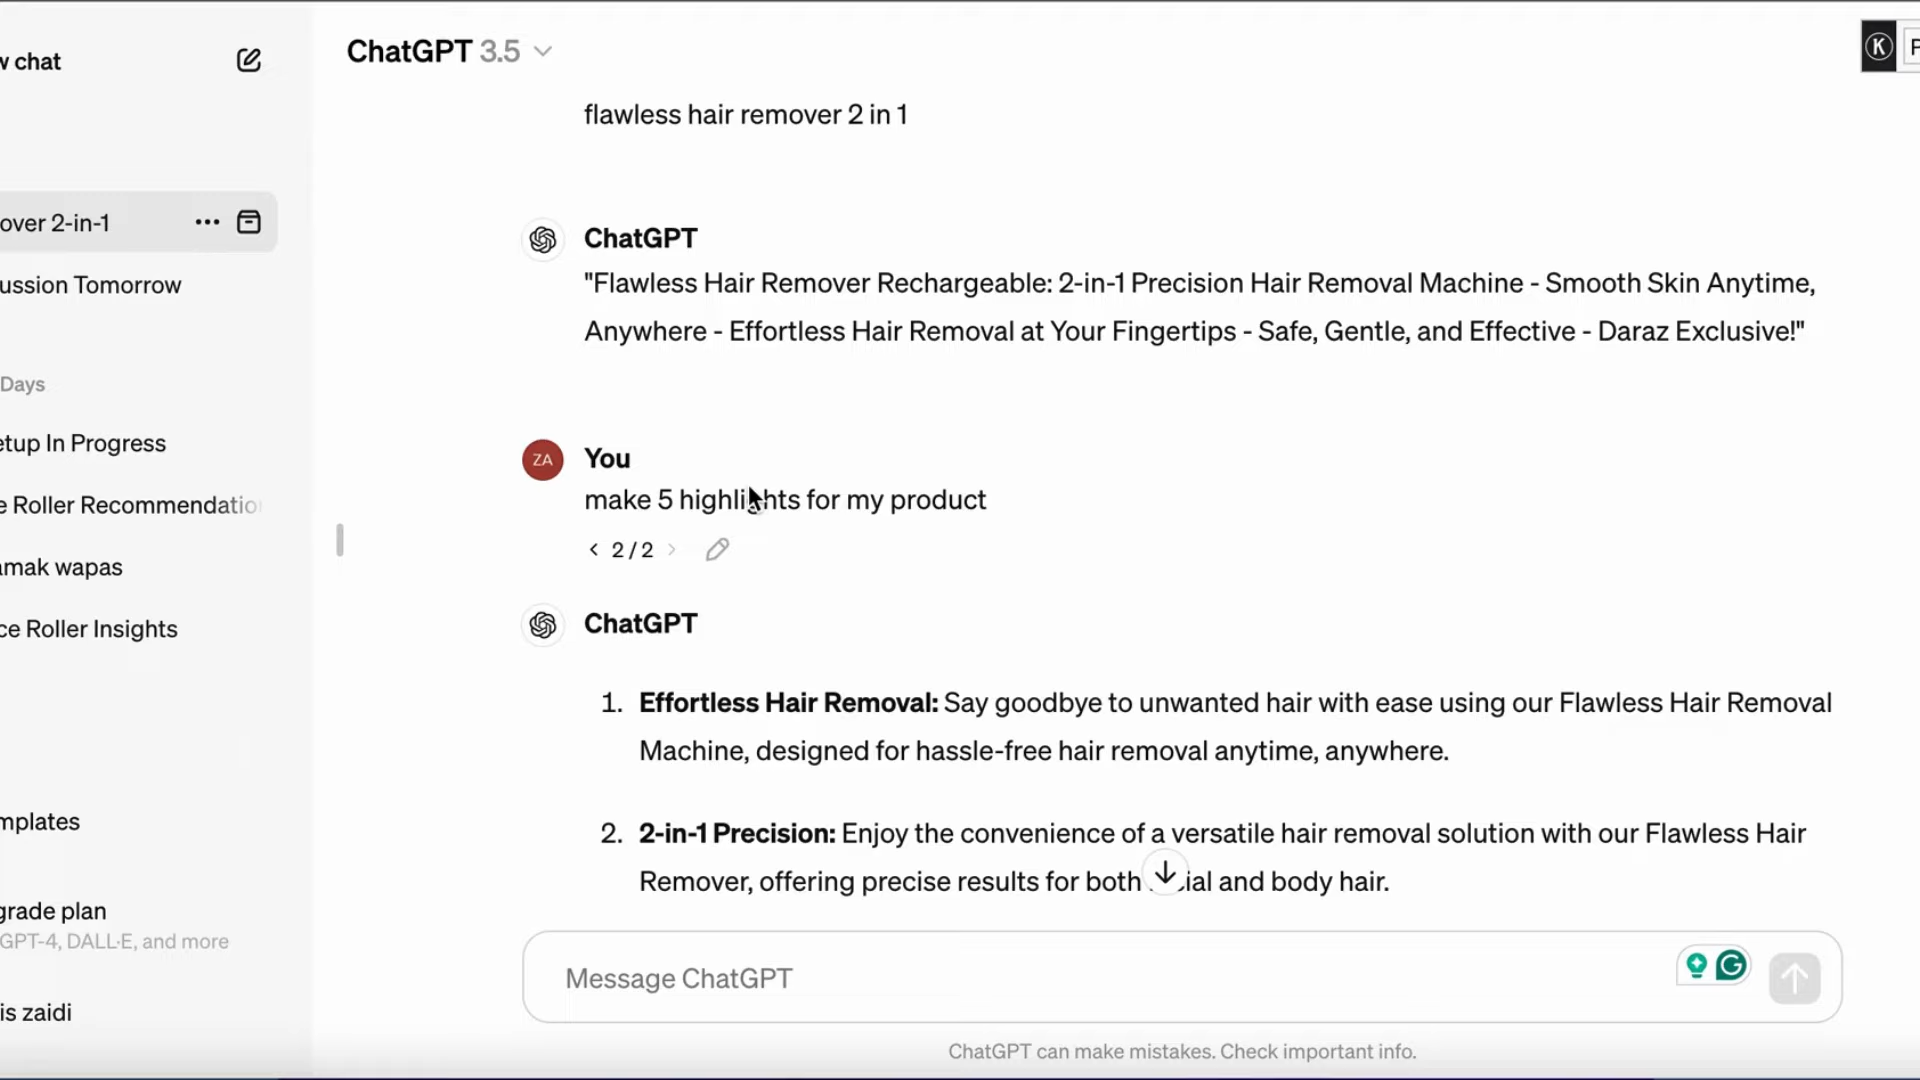 w chat
ChatGPT 3.5
K
flawless hair remover 2 in 1
over 2-in-1
ussion Tomorrow
Days
etup In Progress
e Roller Recommendatio
amak wapas
ce Roller Insights
mplates
grade plan
GPT-4, DALL·E, and more
is zaidi
ChatGPT
"Flawless Hair Remover Rechargeable: 2-in-1 Precision Hair Removal Machine - Smooth Skin Anytime,
Anywhere - Effortless Hair Removal at Your Fingertips - Safe, Gentle, and Effective - Daraz Exclusive!"
ZA
You
make 5 highlights for my product
< 2 / 2 >
ChatGPT
1. Effortless Hair Removal: Say goodbye to unwanted hair with ease using our Flawless Hair Removal
Machine, designed for hassle-free hair removal anytime, anywhere.
2. 2-in-1 Precision: Enjoy the convenience of a versatile hair removal solution with our Flawless Hair
Remover, offering precise results for both ial and body hair.
Message ChatGPT
ChatGPT can make mistakes. Check important info.